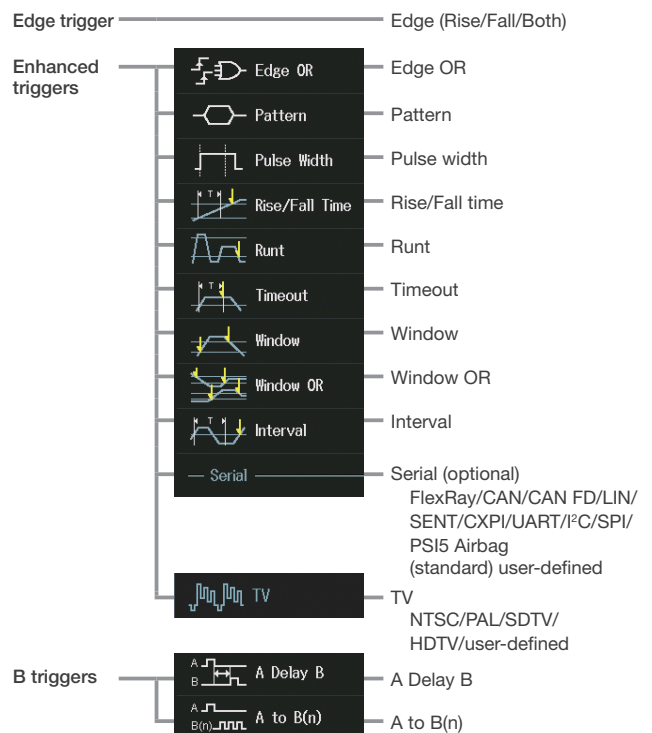 Edge trigger Edge (Rise/Fall/Both)
Enhanced triggers
Edge OR Edge OR
Pattern Pattern
Pulse Width Pulse width
T Rise/Fall Time Rise/Fall time
Runt Runt
T Timeout Timeout
Window Window
Window OR Window OR
T Interval Interval
Serial Serial (optional)
FlexRay/CAN/CAN FD/LIN/
SENT/CXPI/UART/I²C/SPI/
PSI5 Airbag
(standard) user-defined
TV TV
NTSC/PAL/SDTV/
HDTV/user-defined
B triggers
A B A Delay B A Delay B
A B(n) A to B(n) A to B(n)